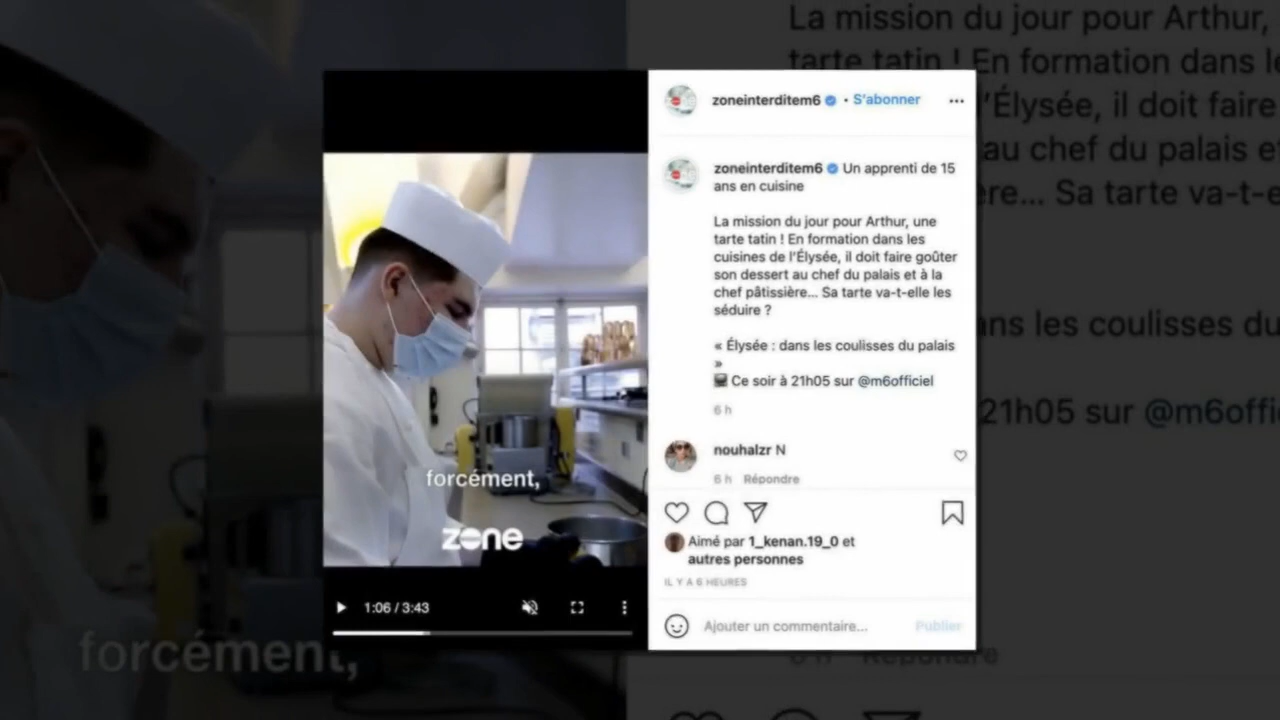 La mission du jour pour Arthur,
tarte tatin ! En formation dans
l'Élysée, il doit faire
au chef du palais
Sa tarte va-t-e
ans les coulisses du
21h05 sur @m6offi
forcément,
Répondre
zoneinterditem6 • S'abonner
zoneinterditem6 Un apprenti de 15
ans en cuisine
La mission du jour pour Arthur, une
tarte tatin ! En formation dans les
cuisines de l'Élysée, il doit faire goûter
son dessert au chef du palais et à la
chef pâtissière... Sa tarte va-t-elle les
séduire ?
« Élysée : dans les coulisses du palais
»
Ce soir à 21h05 sur @m6officiel
6 h
nouhalzr N
6 h Répondre
Aimé par 1_kenan.19_0 et
autres personnes
IL Y A 6 HEURES
Ajouter un commentaire... Publier
forcément,
zone
1:06 / 3:43